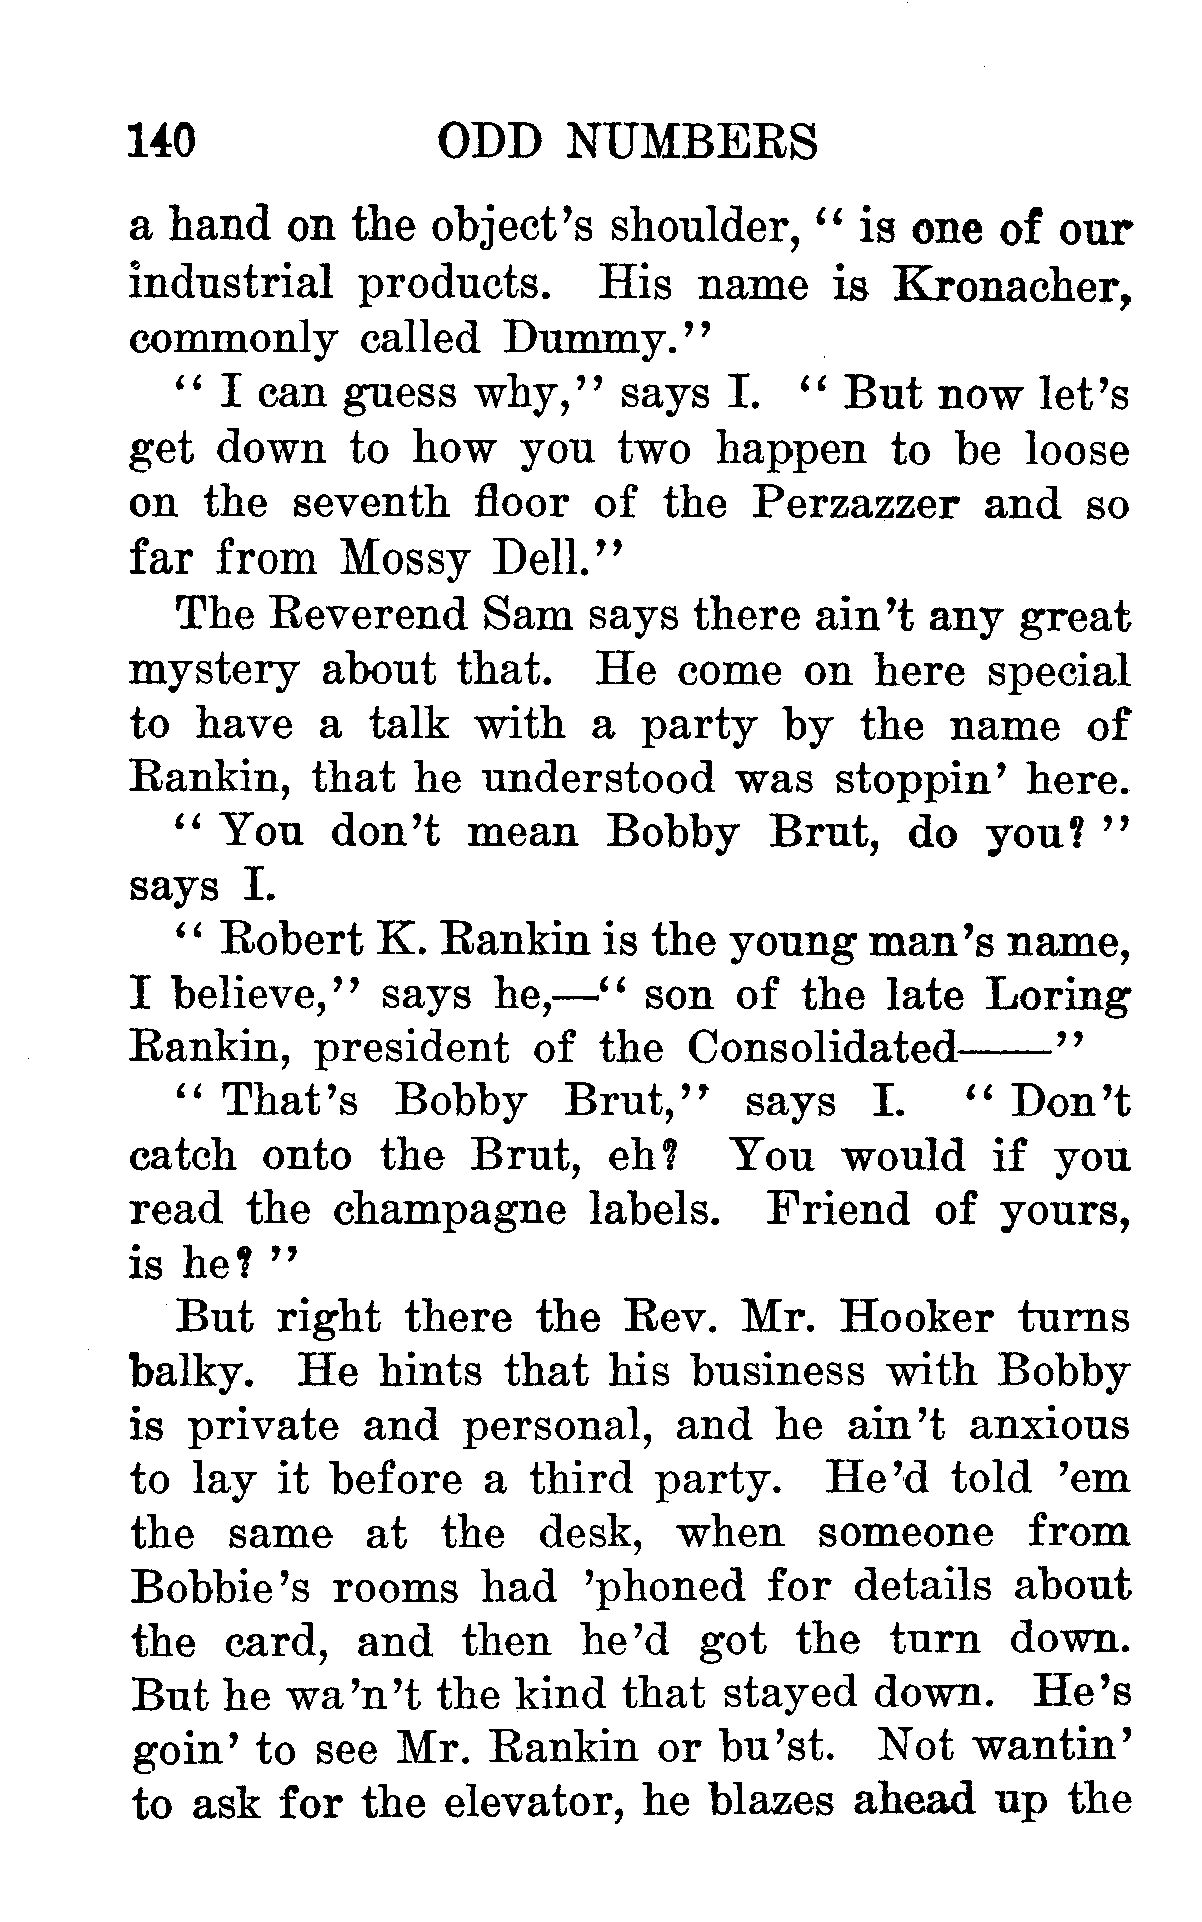 140 ODD NUMBERS
a hand on the object's shoulder, "is one of our
industrial products. His name is Kronacher,
commonly called Dummy."
"I can guess why," says I. "But now let's
get down to how you two happen to be loose
on the seventh floor of the Perzazzer and so
far from Mossy Dell."
The Reverend Sam says there ain't any great
mystery about that. He come on here special
to have a talk with a party by the name of
Rankin, that he understood was stoppin' here.
"You don't mean Bobby Brut, do you?"
says I.
"Robert K. Rankin is the young man's name,
I believe," says he,—"son of the late Loring
Rankin, president of the Consolidated——"
"That's Bobby Brut," says I. "Don't
catch onto the Brut, eh? You would if you
read the champagne labels. Friend of yours,
is he?"
But right there the Rev. Mr. Hooker turns
balky. He hints that his business with Bobby
is private and personal, and he ain't anxious
to lay it before a third party. He'd told 'em
the same at the desk, when someone from
Bobbie's rooms had 'phoned for details about
the card, and then he'd got the turn down.
But he wa'n't the kind that stayed down. He's
goin' to see Mr. Rankin or bu'st. Not wantin'
to ask for the elevator, he blazes ahead up the